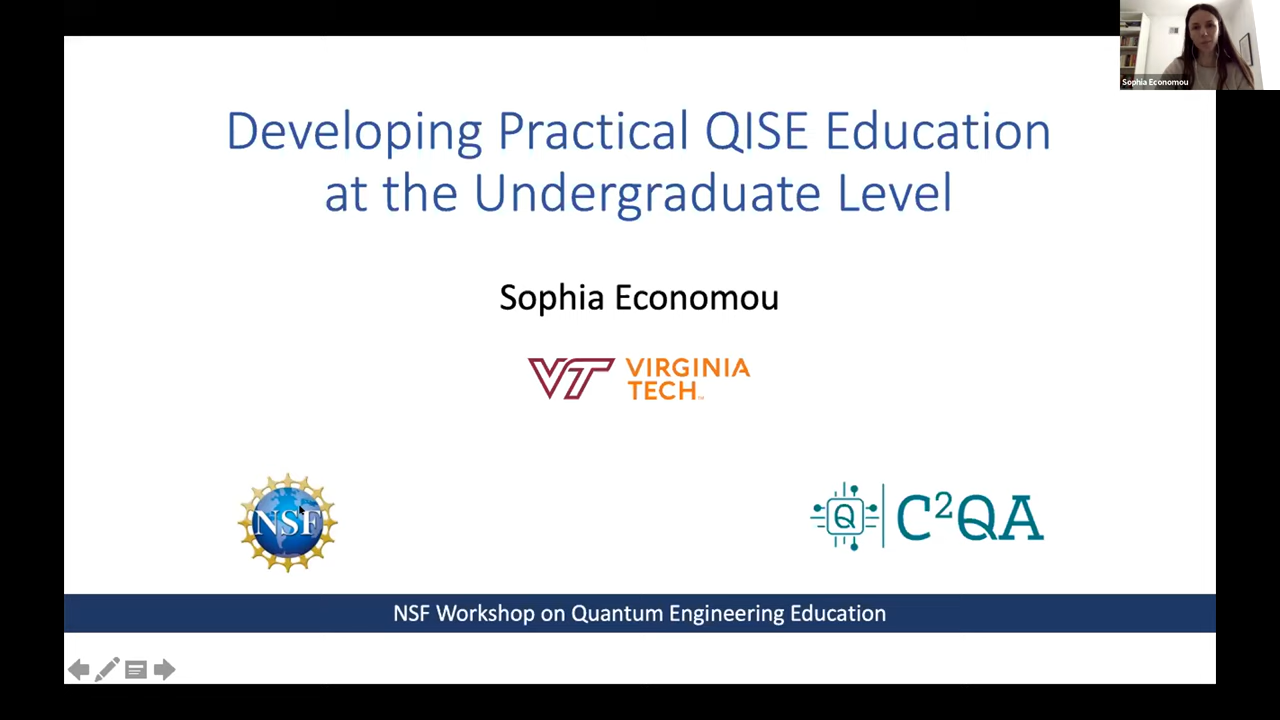 Sophia Economou
Developing Practical QISE Education
at the Undergraduate Level
Sophia Economou
VT VIRGINIA
TECH
NSF
Q C²QA
NSF Workshop on Quantum Engineering Education